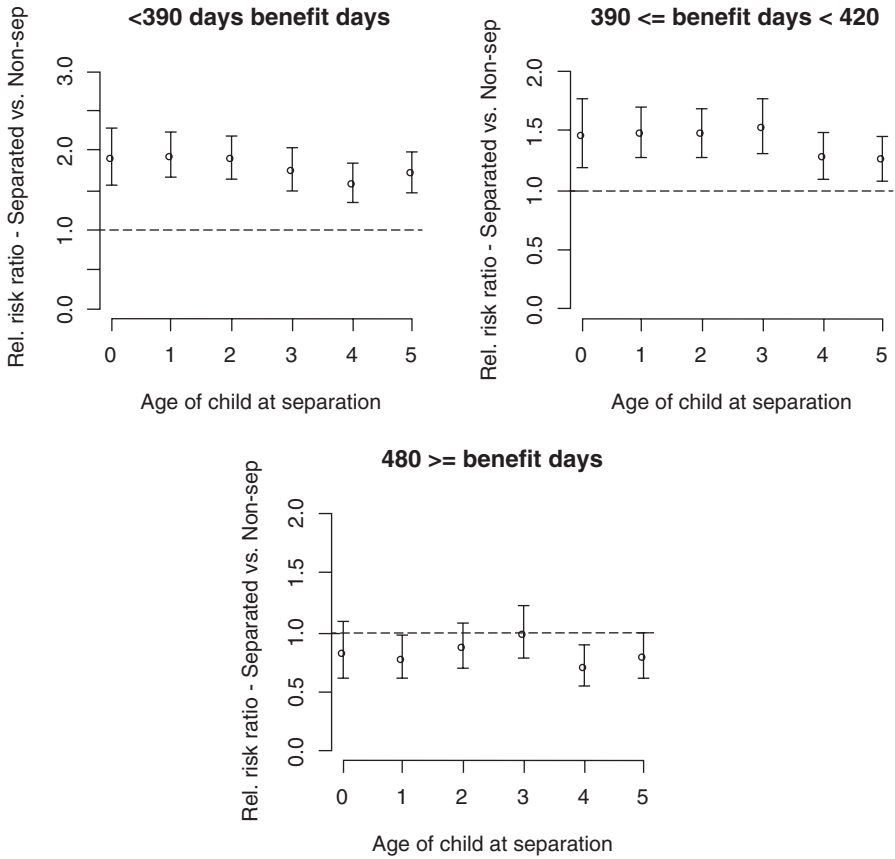 <390 days benefit days
Rel. risk ratio - Separated vs. Non-sep
3.0
2.0
1.0
0.0
0 1 2 3 4 5
Age of child at separation
390 <= benefit days < 420
Rel. risk ratio - Separated vs. Non-sep
2.0
1.5
1.0
0.5
0.0
0 1 2 3 4 5
Age of child at separation
480 >= benefit days
Rel. risk ratio - Separated vs. Non-sep
2.0
1.5
1.0
0.5
0.0
0 1 2 3 4 5
Age of child at separation